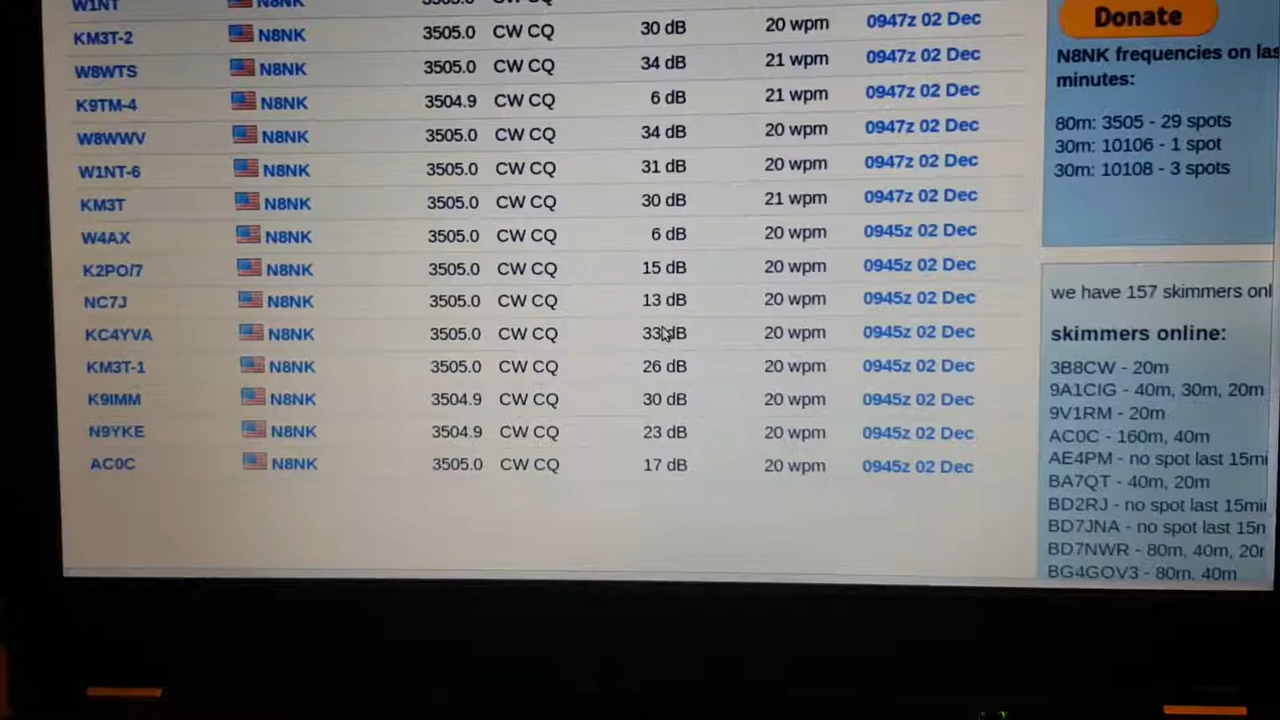 W1NT N8NK 3505.0 CW CQ
KM3T-2 N8NK 3505.0 CW CQ 30 dB 20 wpm 0947z 02 Dec
W8WTS N8NK 3505.0 CW CQ 34 dB 21 wpm 0947z 02 Dec
K9TM-4 N8NK 3504.9 CW CQ 6 dB 21 wpm 0947z 02 Dec
W8WWV N8NK 3505.0 CW CQ 34 dB 20 wpm 0947z 02 Dec
W1NT-6 N8NK 3505.0 CW CQ 31 dB 20 wpm 0947z 02 Dec
KM3T N8NK 3505.0 CW CQ 30 dB 21 wpm 0947z 02 Dec
W4AX N8NK 3505.0 CW CQ 6 dB 20 wpm 0945z 02 Dec
K2PO/7 N8NK 3505.0 CW CQ 15 dB 20 wpm 0945z 02 Dec
NC7J N8NK 3505.0 CW CQ 13 dB 20 wpm 0945z 02 Dec
KC4YVA N8NK 3505.0 CW CQ 33 dB 20 wpm 0945z 02 Dec
KM3T-1 N8NK 3505.0 CW CQ 26 dB 20 wpm 0945z 02 Dec
K9IMM N8NK 3504.9 CW CQ 30 dB 20 wpm 0945z 02 Dec
N9YKE N8NK 3504.9 CW CQ 23 dB 20 wpm 0945z 02 Dec
AC0C N8NK 3505.0 CW CQ 17 dB 20 wpm 0945z 02 Dec
Donate
N8NK frequencies on las
minutes:
80m: 3505 - 29 spots
30m: 10106 - 1 spot
30m: 10108 - 3 spots
we have 157 skimmers onl
skimmers online:
3B8CW - 20m
9A1CIG - 40m, 30m, 20m
9V1RM - 20m
AC0C - 160m, 40m
AE4PM - no spot last 15mi
BA7QT - 40m, 20m
BD2RJ - no spot last 15mi
BD7JNA - no spot last 15
BD7NWR - 80m, 40m, 20
BG4GOV3 - 80m, 40m